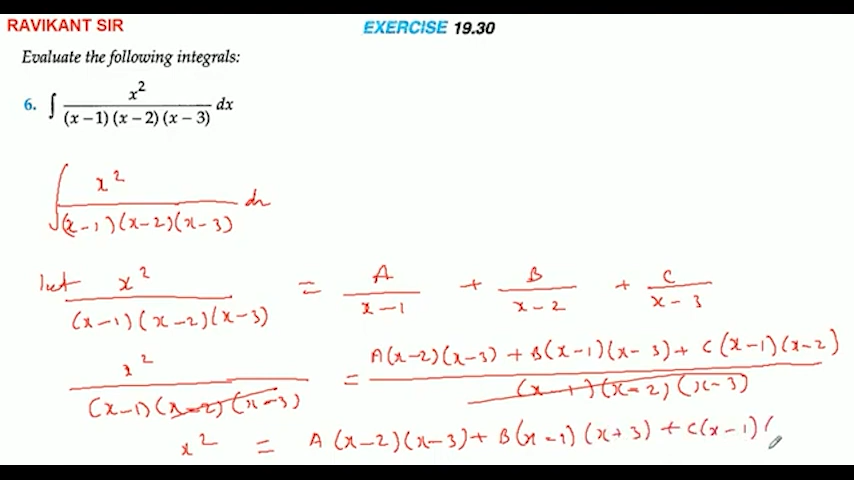 RAVIKANT SIR
EXERCISE 19.30
Evaluate the following integrals:
6. ∫ x² / (x – 1) (x – 2) (x – 3) dx
∫ x² / (x-1)(x-2)(x-3) dx
let x² / (x-1)(x-2)(x-3) = A / x-1 + B / x-2 + C / x-3
x² / (x-1)(x-2)(x-3) = A(x-2)(x-3) + B(x-1)(x-3) + C(x-1)(x-2) / (x-1)(x-2)(x-3)
x² = A(x-2)(x-3) + B(x-1)(x+3) + C(x-1)(